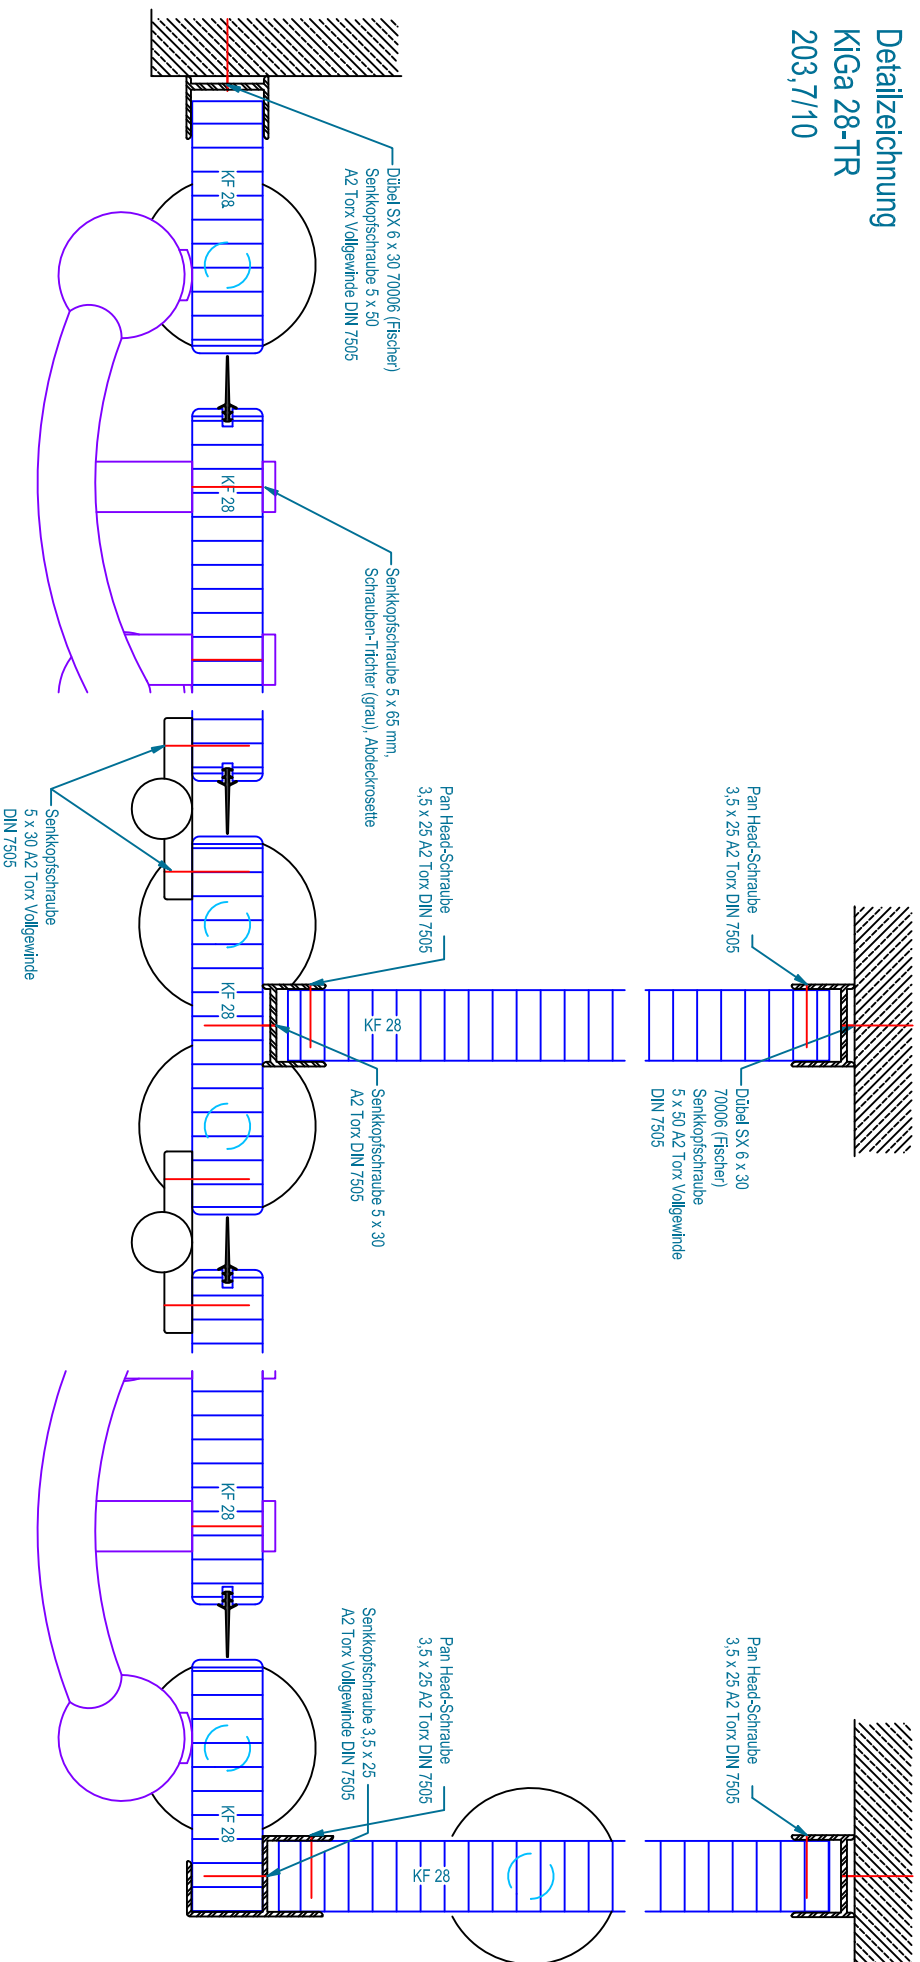 Detailzeichnung
KiGa 28-TR
203,7/10
Dübel SX 6 x 30 70006 (Fischer)
Senkkopfschraube 5 x 50
A2 Torx Vollgewinde DIN 7505
KF 28
Senkkopfschraube 5 x 65 mm,
Schrauben-Trichter (grau), Abdeckrosette
KF 28
Senkkopfschraube
5 x 30 A2 Torx Vollgewinde
DIN 7505
Pan Head-Schraube
3,5 x 25 A2 Torx DIN 7505
Pan Head-Schraube
3,5 x 25 A2 Torx DIN 7505
KF 28
KF 28
Senkkopfschraube 5 x 30
A2 Torx DIN 7505
Dübel SX 6 x 30
70006 (Fischer)
Senkkopfschraube
5 x 50 A2 Torx Vollgewinde
DIN 7505
KF 28
Pan Head-Schraube
3,5 x 25 A2 Torx DIN 7505
Pan Head-Schraube
3,5 x 25 A2 Torx DIN 7505
Senkkopfschraube 3,5 x 25
A2 Torx Vollgewinde DIN 7505
KF 28
KF 28